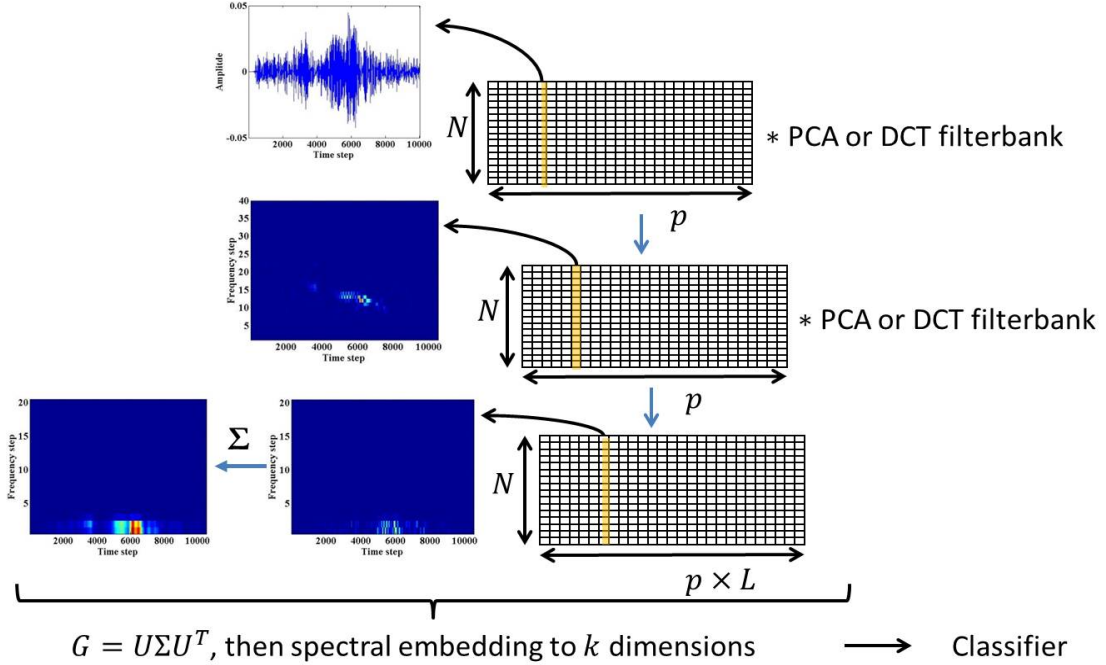 0.05
0
-0.05
Amplitde
2000 4000 6000 8000 10000
Time step
N
∗ PCA or DCT filterbank
p
40
35
30
25
20
15
10
5
Frequency step
2000 4000 6000 8000 10000
Time step
N
∗ PCA or DCT filterbank
p
20
15
10
5
Frequency step
2000 4000 6000 8000 10000
Time step
Σ
20
15
10
5
Frequency step
2000 4000 6000 8000 10000
Time step
N
p × L
G = UΣU^T, then spectral embedding to k dimensions
Classifier